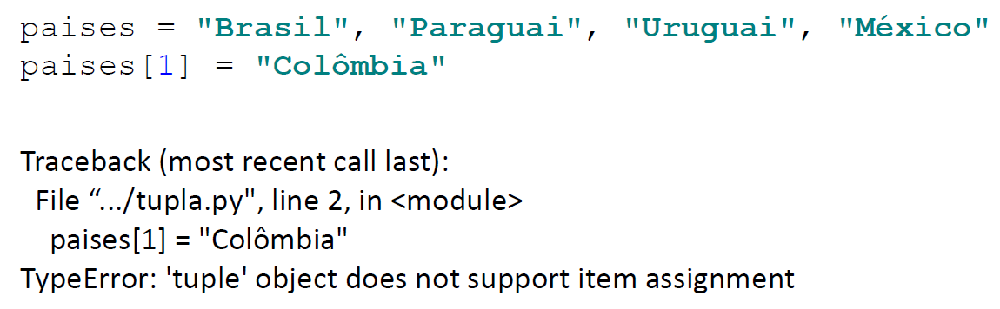 paises = "Brasil", "Paraguai", "Uruguai", "México"
paises[1] = "Colômbia"
Traceback (most recent call last):
File “.../tupla.py", line 2, in <module>
paises[1] = "Colômbia"
TypeError: 'tuple' object does not support item assignment